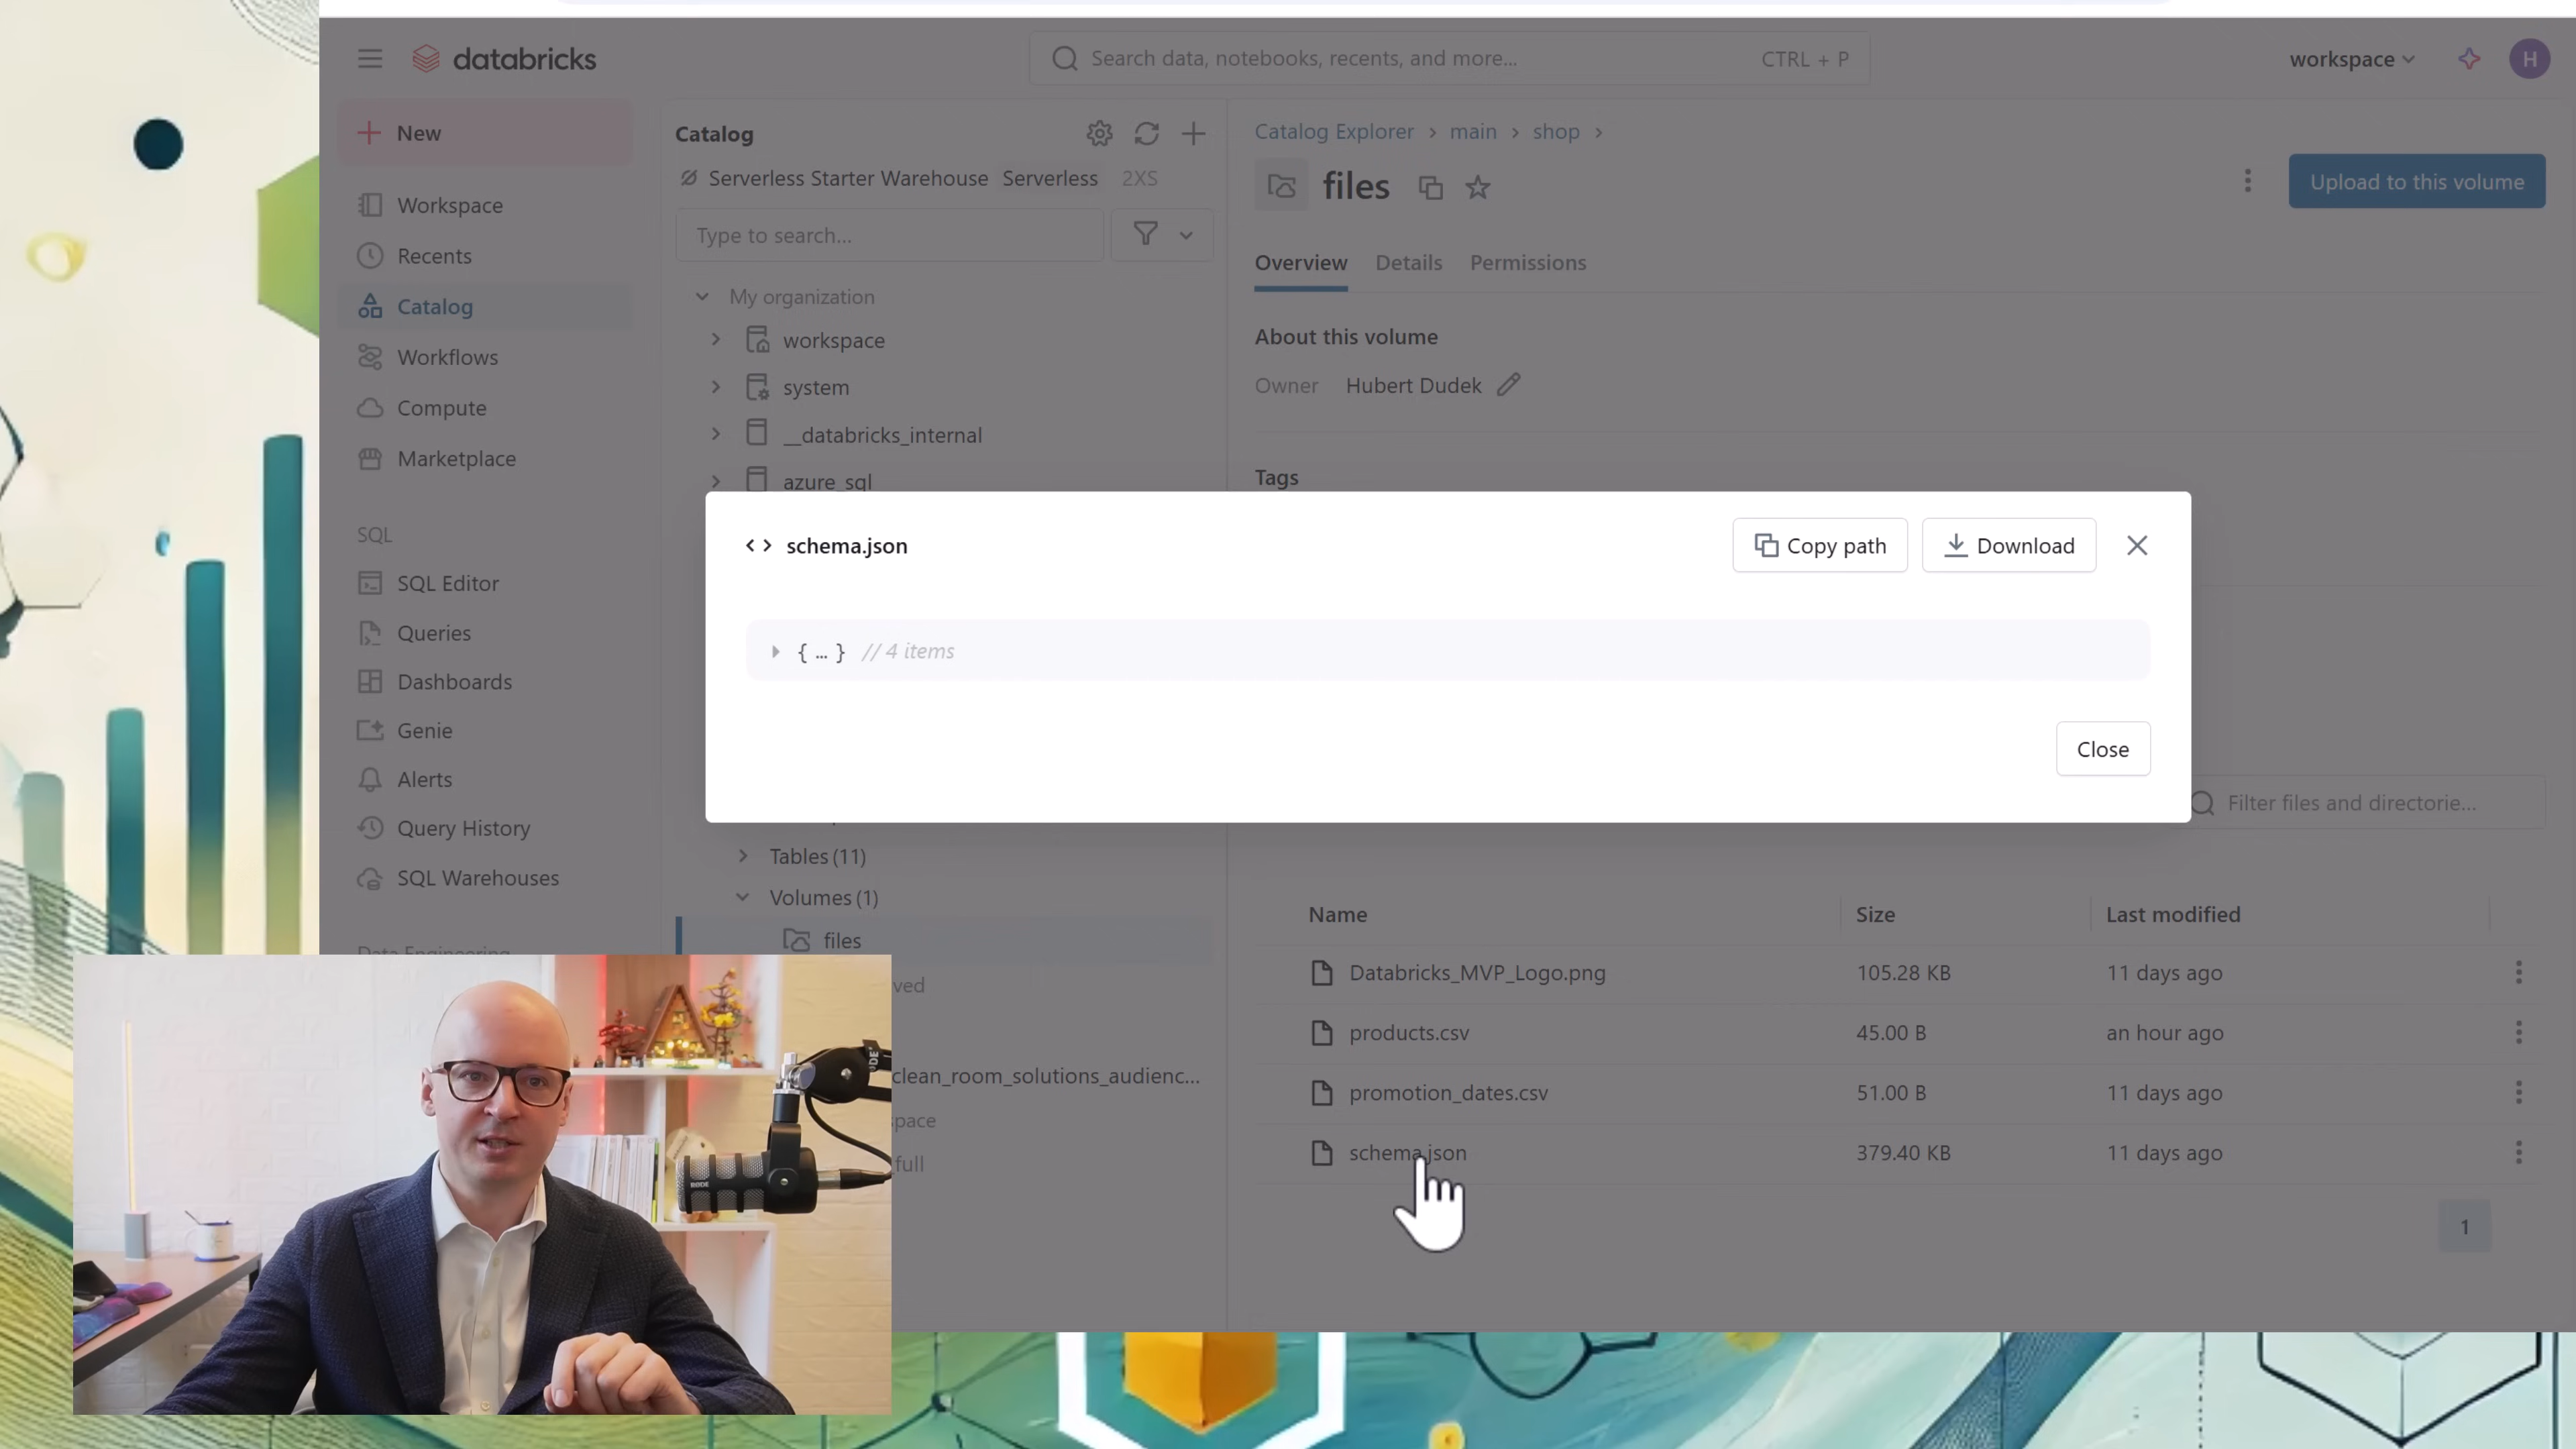 databricks
Search data, notebooks, recents, and more...
CTRL + P
workspace
H
New
Workspace
Recents
Catalog
Workflows
Compute
Marketplace
SQL
SQL Editor
Queries
Dashboards
Genie
Alerts
Query History
SQL Warehouses
Data Engineering
Catalog
Serverless Starter Warehouse Serverless 2XS
Type to search...
My organization
workspace
system
__databricks_internal
azure_sql
Tables (11)
Volumes (1)
files
ved
clean_room_solutions_audienc...
pace
full
Catalog Explorer > main > shop >
files
Upload to this volume
Overview Details Permissions
About this volume
Owner Hubert Dudek
Tags
schema.json
Copy path
Download
{ ... } // 4 items
Close
Filter files and directorie...
Name Size Last modified
Databricks_MVP_Logo.png 105.28 KB 11 days ago
products.csv 45.00 B an hour ago
promotion_dates.csv 51.00 B 11 days ago
schema.json 379.40 KB 11 days ago
1
RØDE